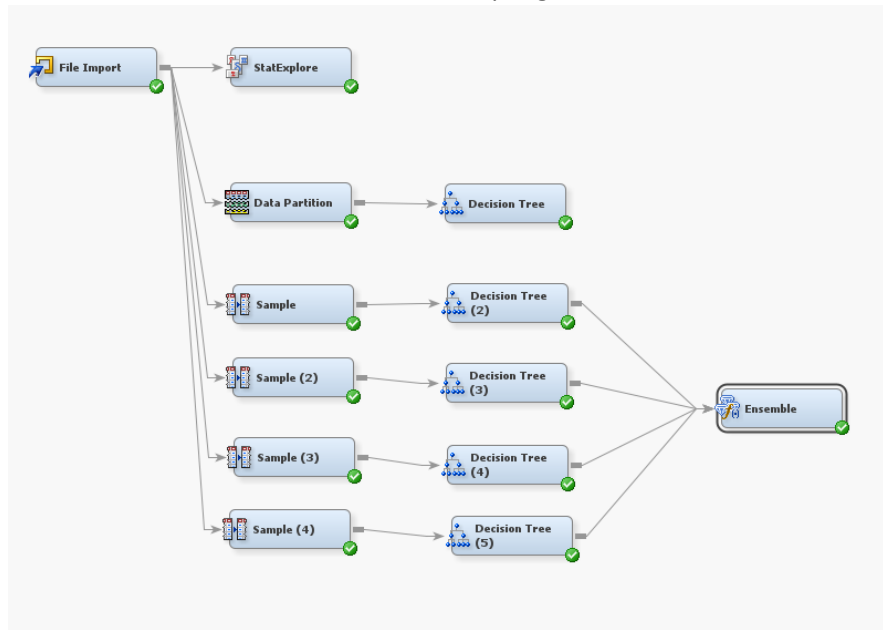 File Import
StatExplore
Data Partition
Decision Tree
Sample
Decision Tree
(2)
Sample (2)
Decision Tree
(3)
Ensemble
Sample (3)
Decision Tree
(4)
Sample (4)
Decision Tree
(5)